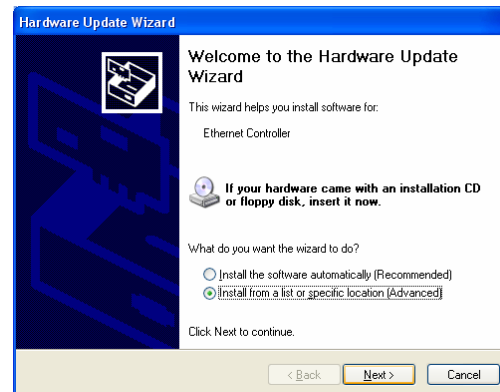 Hardware Update Wizard
Welcome to the Hardware Update
Wizard
This wizard helps you install software for:
Ethernet Controller
If your hardware came with an installation CD
or floppy disk, insert it now.
What do you want the wizard to do?
Install the software automatically (Recommended)
Install from a list or specific location (Advanced)
Click Next to continue.
< Back Next > Cancel